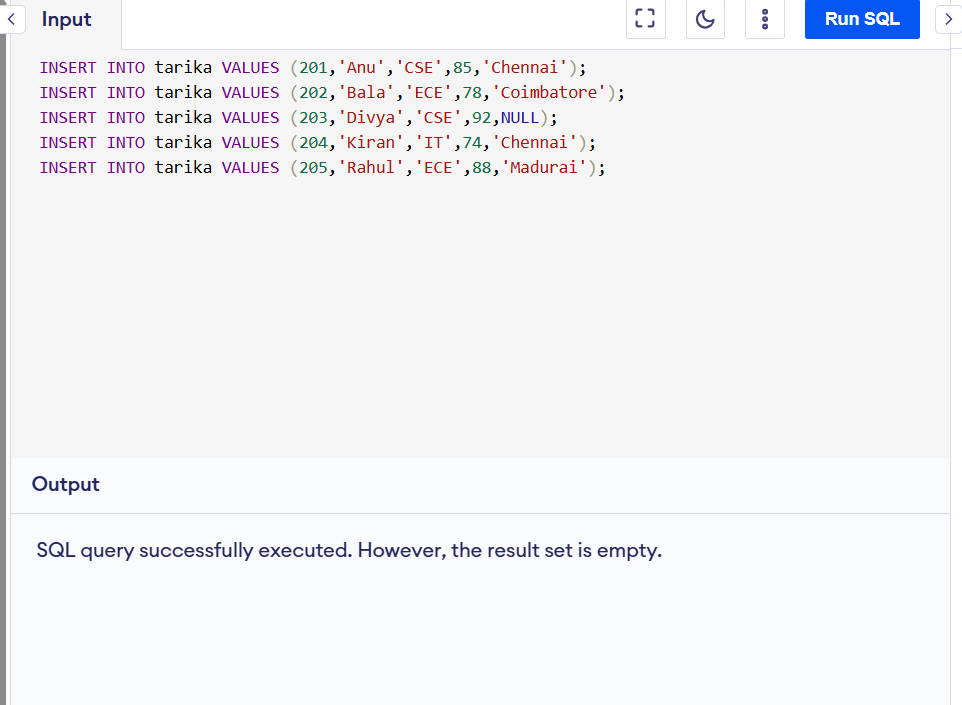 Input
Run SQL
INSERT INTO tarika VALUES (201,'Anu','CSE',85,'Chennai');
INSERT INTO tarika VALUES (202,'Bala','ECE',78,'Coimbatore');
INSERT INTO tarika VALUES (203,'Divya','CSE',92,NULL);
INSERT INTO tarika VALUES (204,'Kiran','IT',74,'Chennai');
INSERT INTO tarika VALUES (205,'Rahul','ECE',88,'Madurai');
Output
SQL query successfully executed. However, the result set is empty.